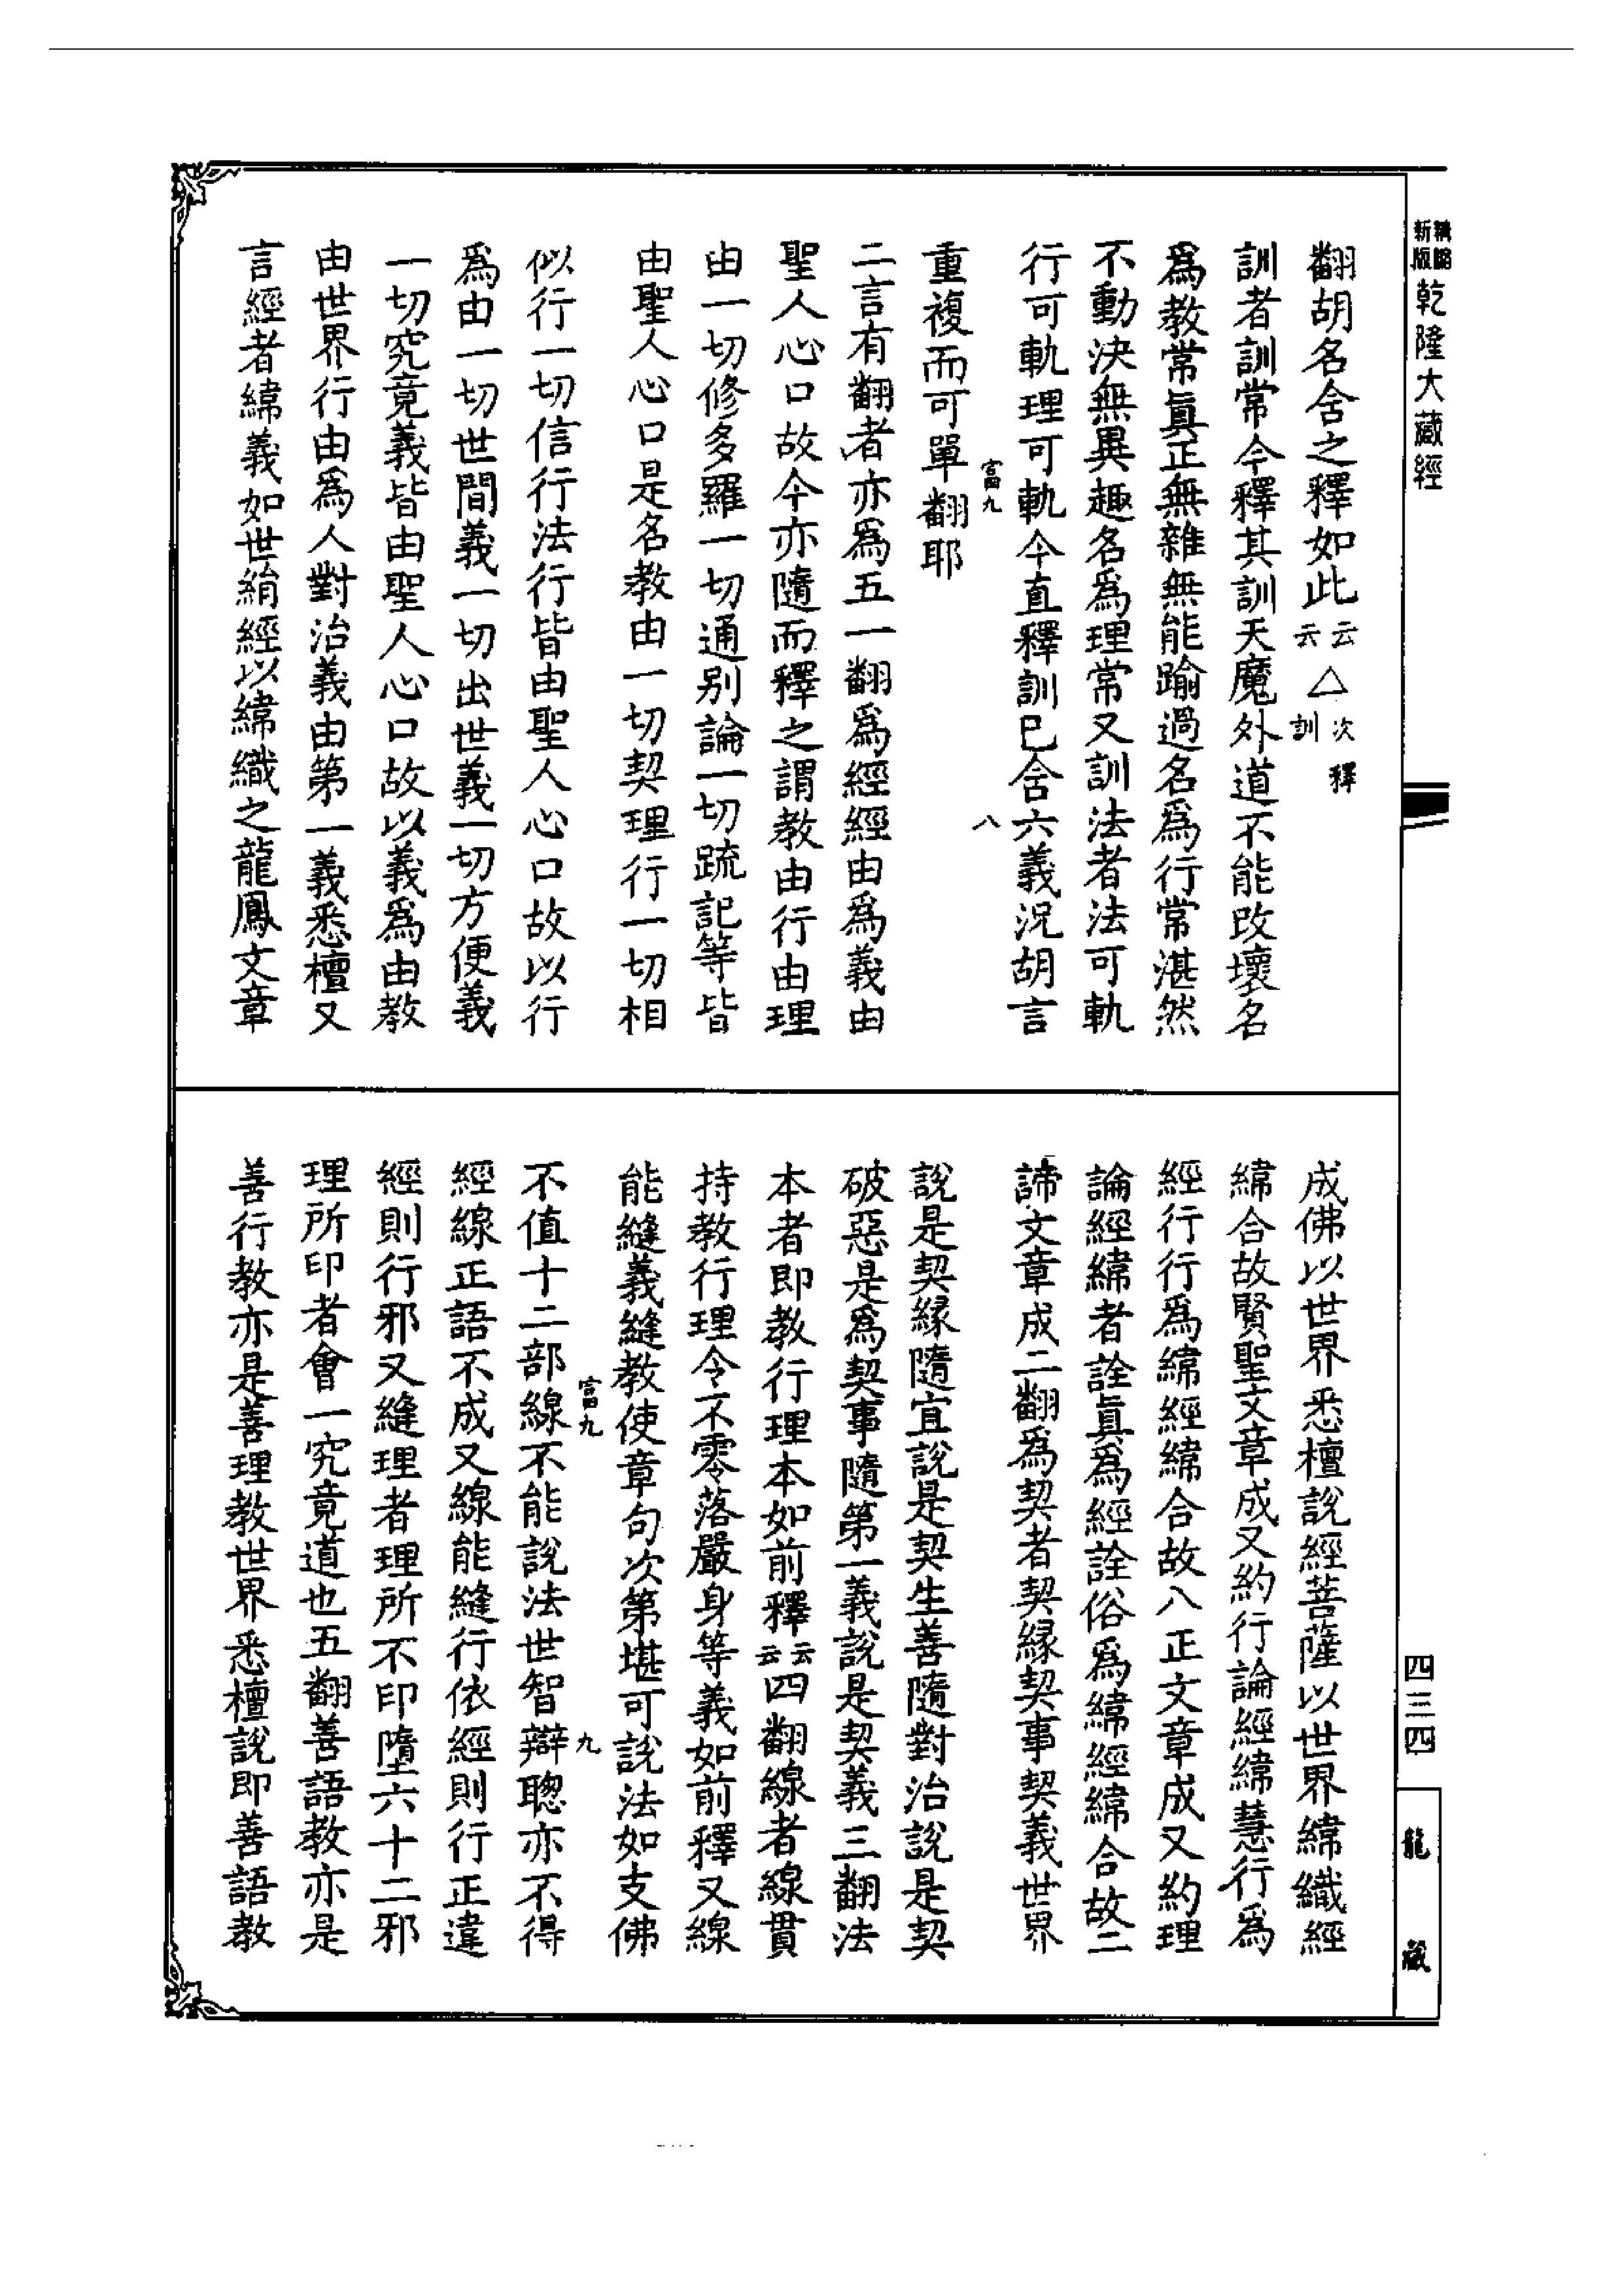 新版 乾隆大藏經
翻胡名含之釋如此云云△次釋訓
訓者訓常今釋其訓天魔外道不能改壞名
爲教常眞正無雜無能踰過名爲行常湛然
不動決無異趣名爲理常又訓法者法可軌
行可軌理可軌今直釋訓已含六義況胡言
富九 八
重複而可單翻耶
二言有翻者亦爲五一翻爲經經由爲義由
聖人心口故今亦隨而釋之謂教由行由理
由一切修多羅一切通別論一切疏記等皆
由聖人心口是名教由一切契理行一切相
似行一切信行法行皆由聖人心口故以行
爲由一切世間義一切出世義一切方便義
一切究竟義皆由聖人心口故以義爲由教
由世界行由爲人對治義由第一義悉檀又
言經者緯義如世絹經以緯織之龍鳳文章
成佛以世界悉檀說經菩薩以世界緯織經
緯合故賢聖文章成又約行論經緯慧行爲
經行行爲緯經緯合故八正文章成又約理
論經緯者詮眞爲經詮俗爲緯經緯合故二
諦文章成二翻爲契者契緣契事契義世界
說是契緣隨宜說是契生善隨對治說是契
破惡是爲契事隨第一義說是契義三翻法
本者即教行理本如前釋云云四翻線者線貫
持教行理令不零落嚴身等義如前釋又線
能縫義縫教使章句次第堪可說法如支佛
富九 九
不值十二部線不能說法世智辯聰亦不得
經線正語不成又線能縫行依經則行正違
經則行邪又縫理者理所不印墮六十二邪
理所印者會一究竟道也五翻善語教亦是
善行教亦是善理教世界悉檀說即善語教
四三四
龍藏